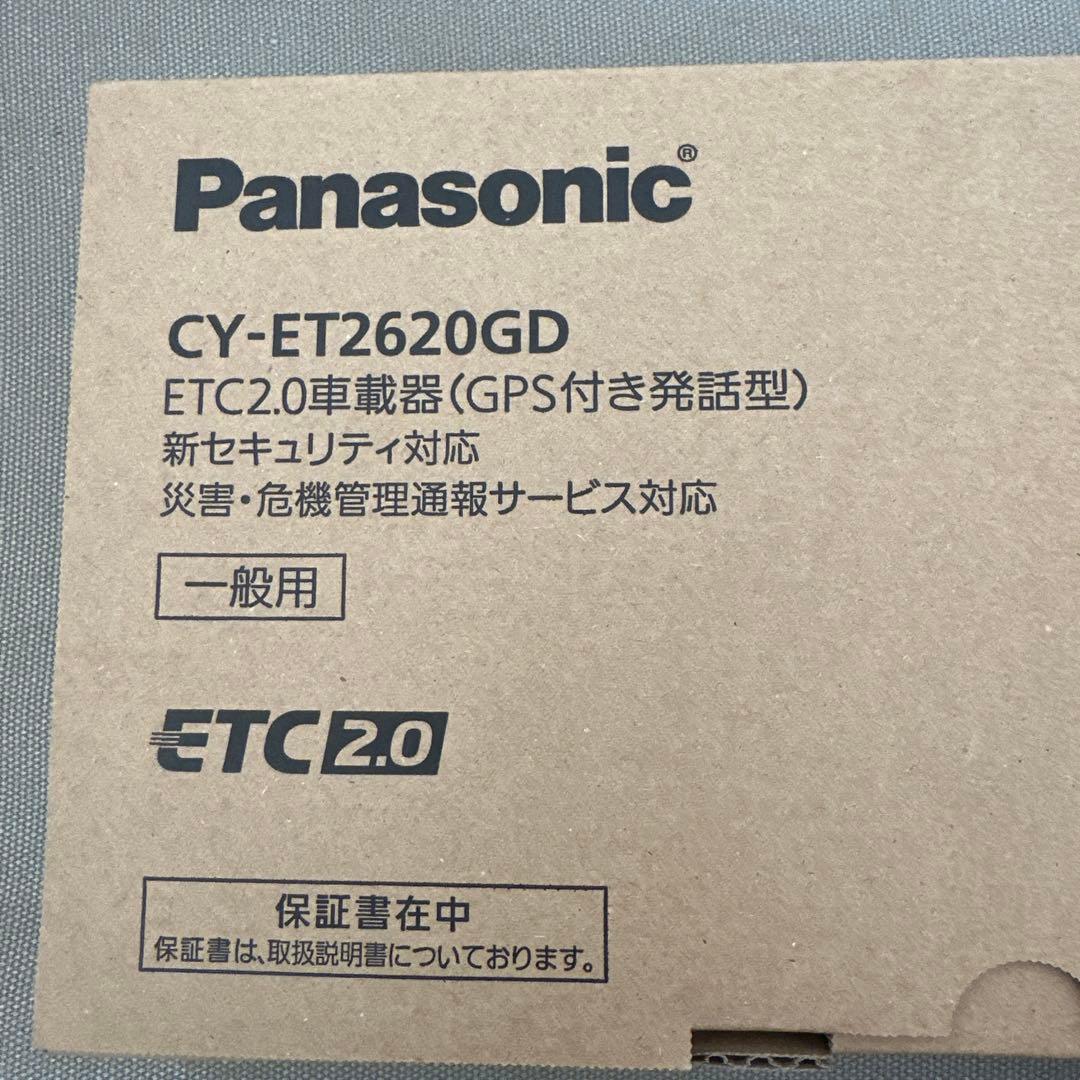 Panasonic®
CY-ET2620GD
ETC2.0車載器(GPS付き発話型)
新セキュリティ対応
災害・危機管理通報サービス対応
一般用
ETC2.0
保証書在中
保証書は、取扱説明書についております。